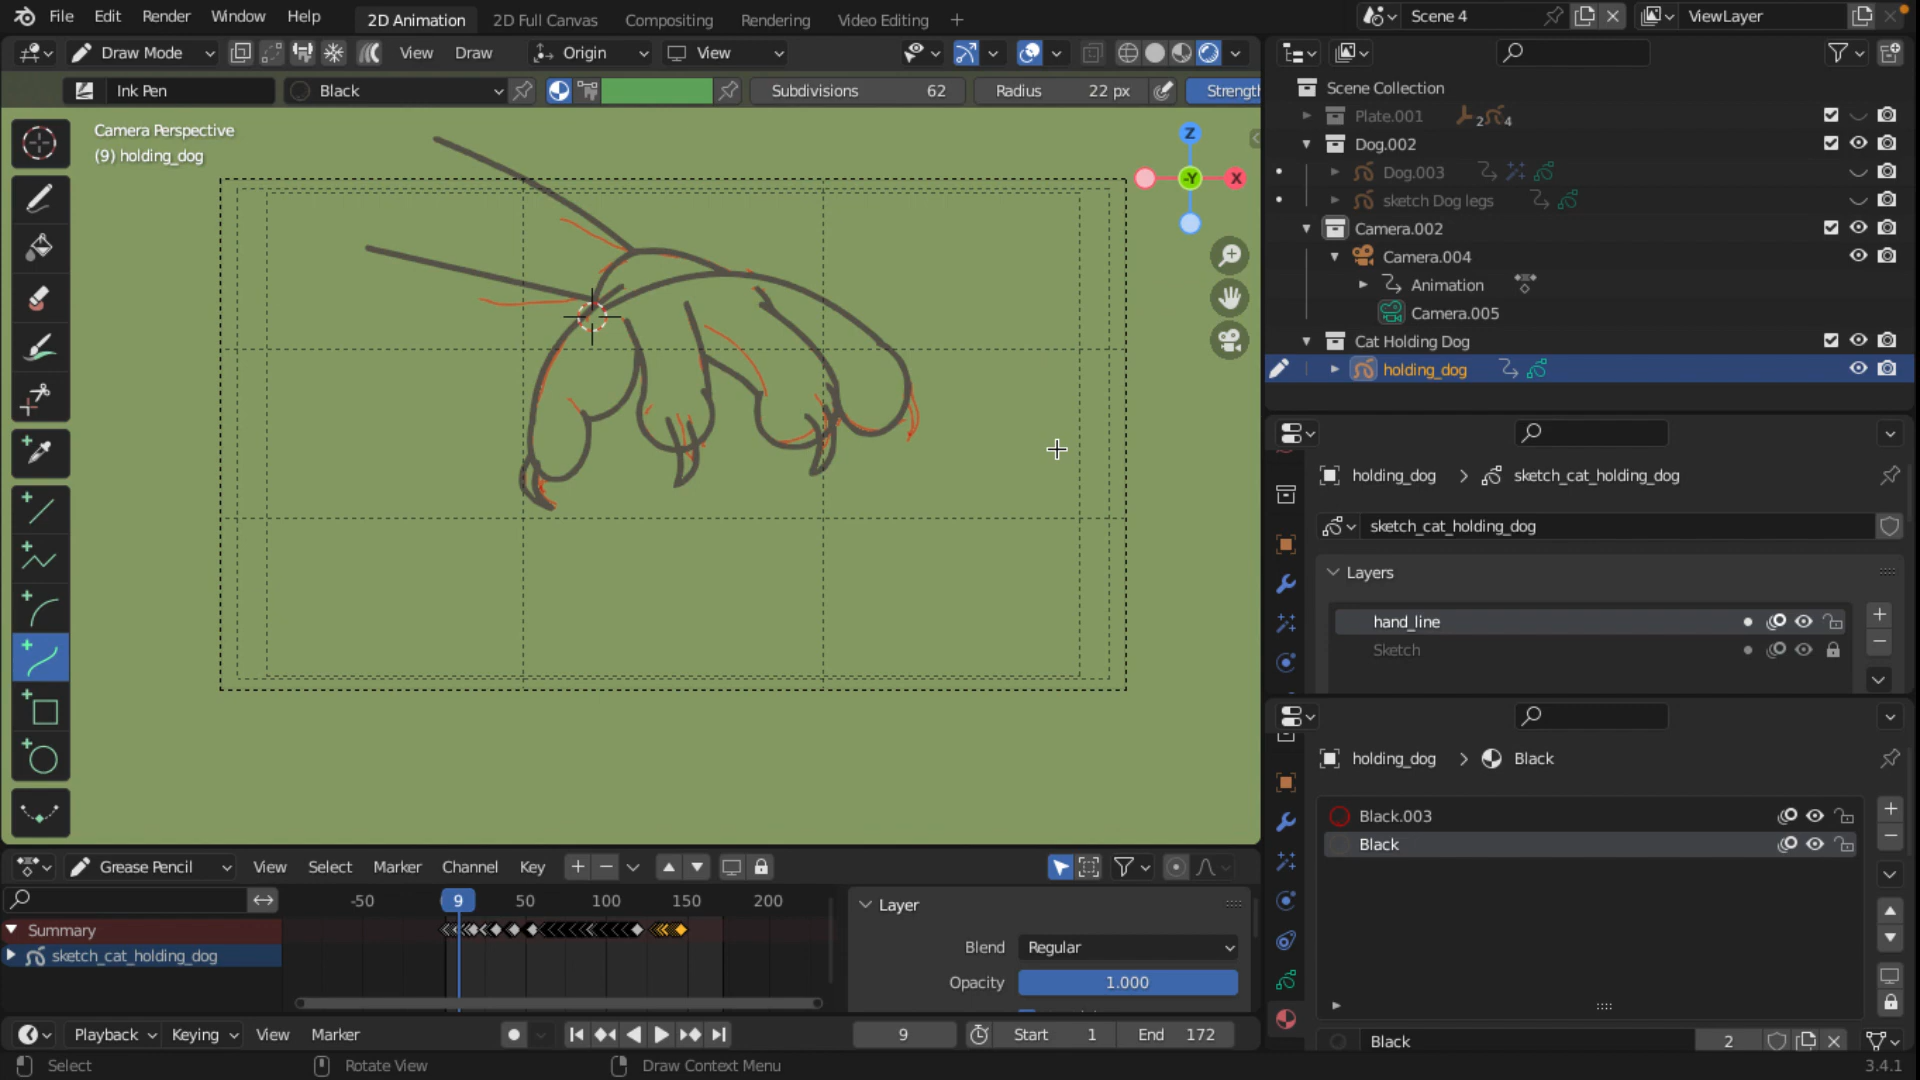 File Edit Render Window Help 2D Animation 2D Full Canvas Compositing Rendering Video Editing + Scene 4 ViewLayer
Draw Mode View Draw Origin View
Ink Pen Black Subdivisions 62 Radius 22 px Strengt
Camera Perspective
(9) holding_dog
Z
-Y
X
Scene Collection
Plate.001 2 4
Dog.002
Dog.003
sketch Dog legs
Camera.002
Camera.004
Animation
Camera.005
Cat Holding Dog
holding_dog
holding_dog > sketch_cat_holding_dog
sketch_cat_holding_dog
Layers
hand_line
Sketch
holding_dog > Black
Black.003
Black
Black 2
Grease Pencil View Select Marker Channel Key
-50 9 50 100 150 200
Summary
sketch_cat_holding_dog
Layer
Blend Regular
Opacity 1.000
Playback Keying View Marker 9 Start 1 End 172
Select Rotate View Draw Context Menu 3.4.1